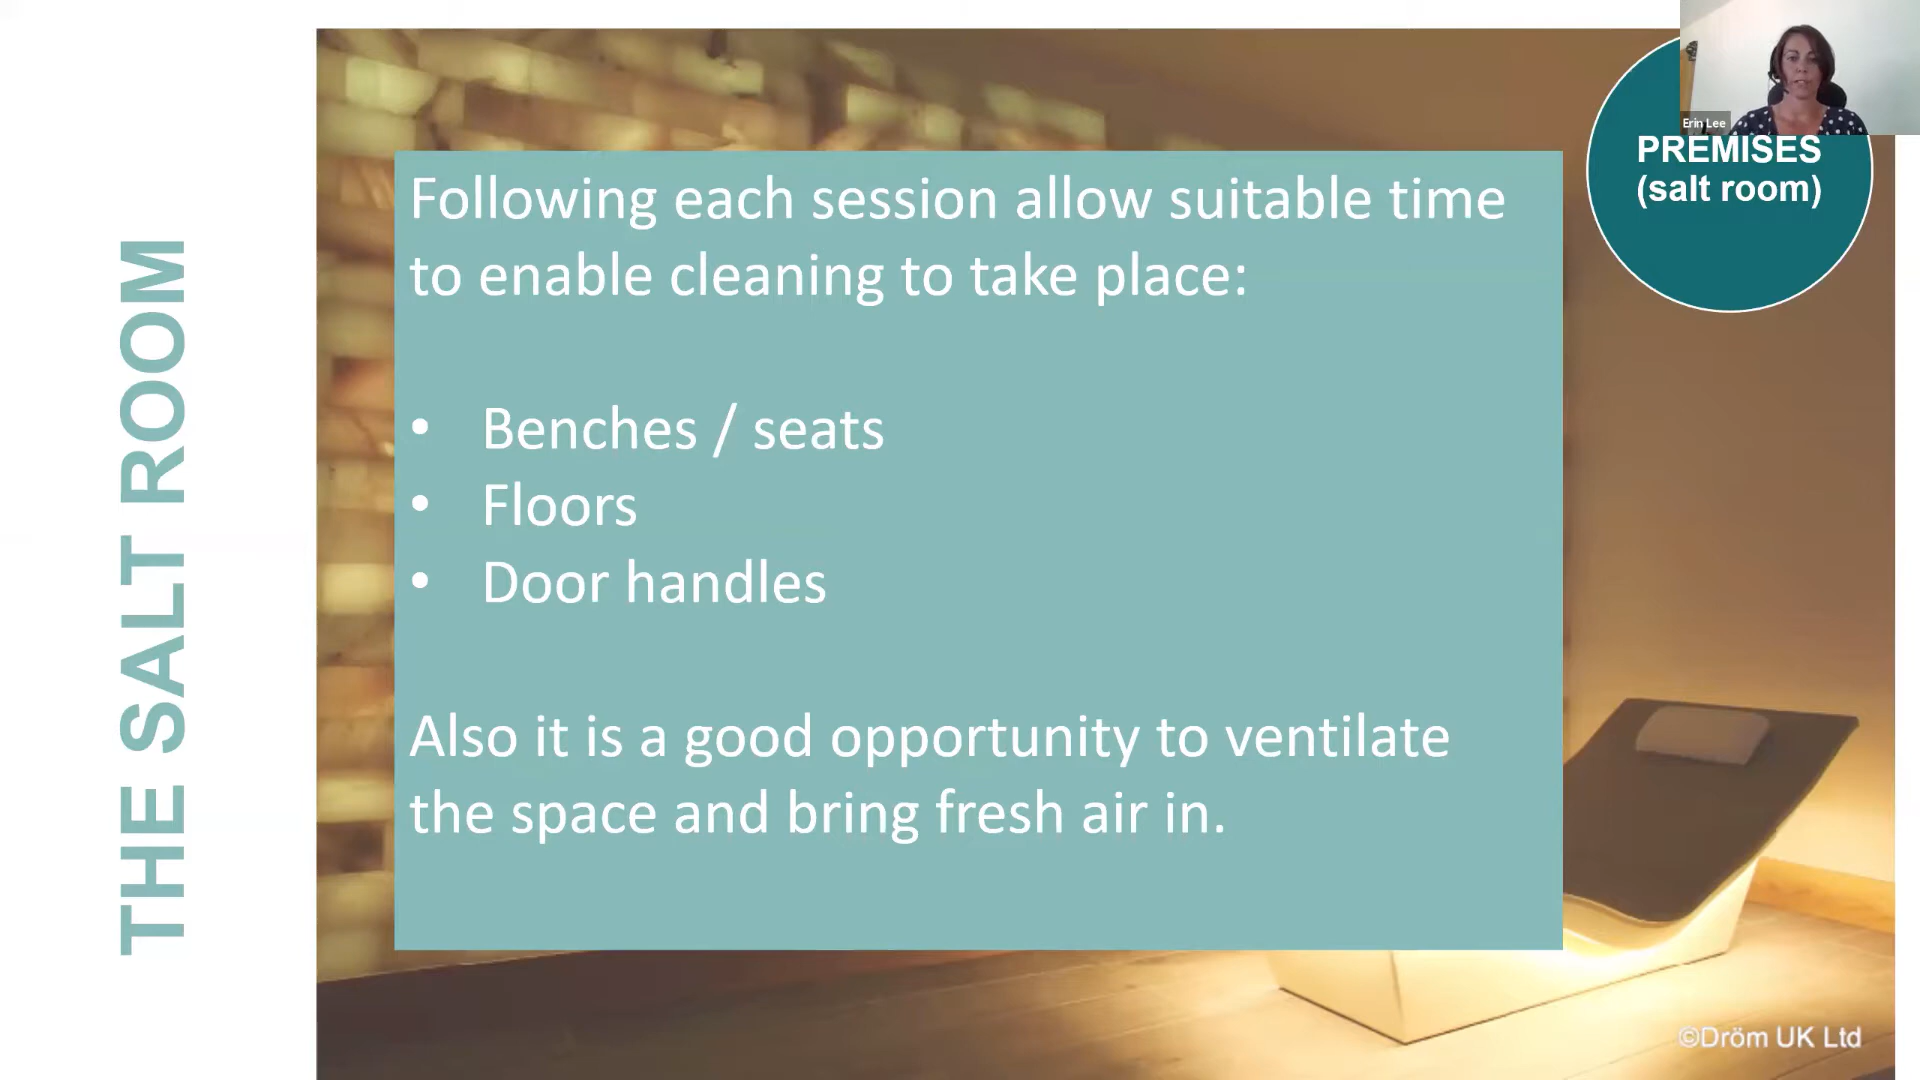 THE SALT ROOM
Erin Lee
PREMISES
(salt room)
Following each session allow suitable time
to enable cleaning to take place:
• Benches / seats
• Floors
• Door handles
Also it is a good opportunity to ventilate
the space and bring fresh air in.
©Dröm UK Ltd